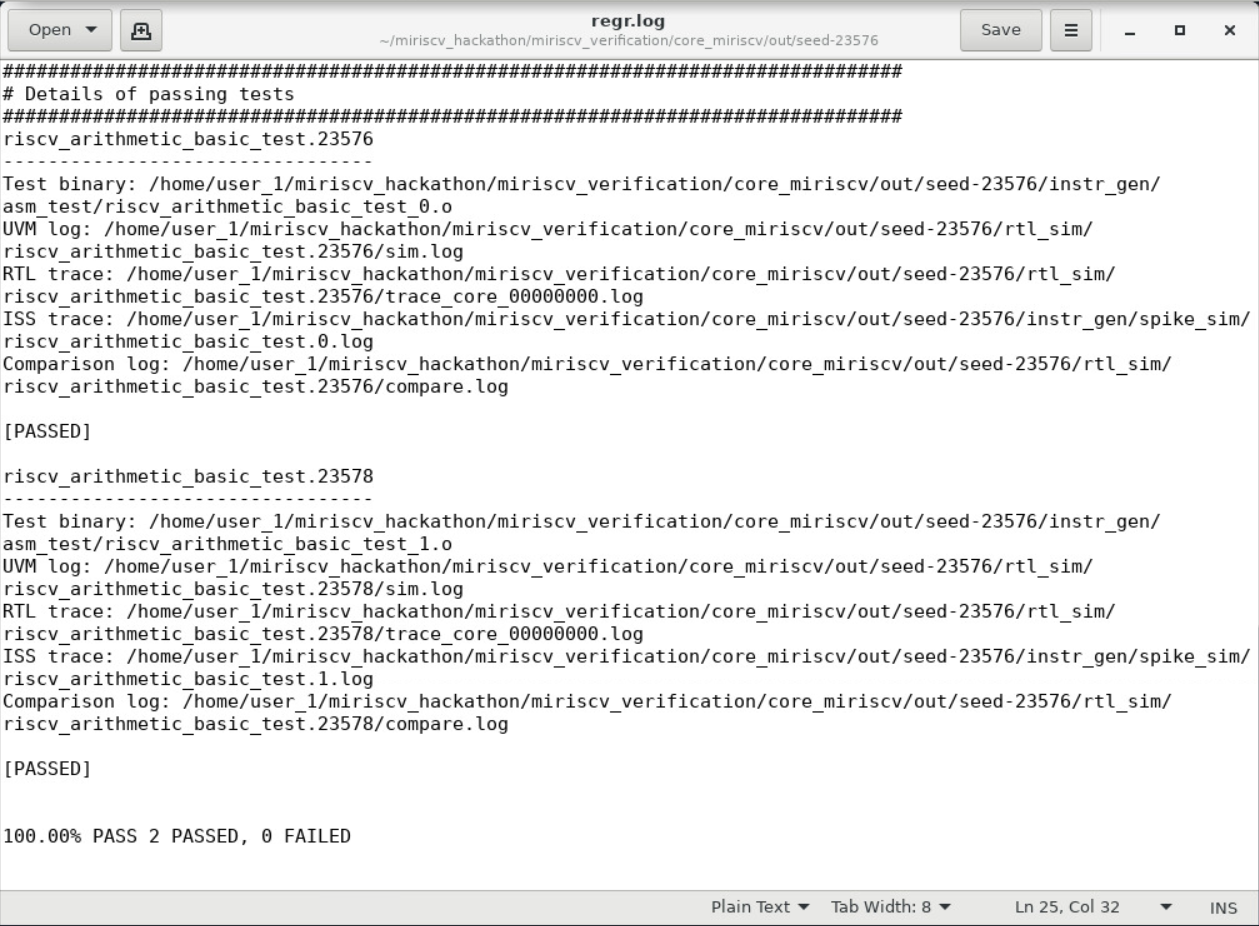 Open
regr.log
~/miriscv_hackathon/miriscv_verification/core_miriscv/out/seed-23576
Save
################################################################################
# Details of passing tests
################################################################################
riscv_arithmetic_basic_test.23576
---------------------------------
Test binary: /home/user_1/miriscv_hackathon/miriscv_verification/core_miriscv/out/seed-23576/instr_gen/
asm_test/riscv_arithmetic_basic_test_0.o
UVM log: /home/user_1/miriscv_hackathon/miriscv_verification/core_miriscv/out/seed-23576/rtl_sim/
riscv_arithmetic_basic_test.23576/sim.log
RTL trace: /home/user_1/miriscv_hackathon/miriscv_verification/core_miriscv/out/seed-23576/rtl_sim/
riscv_arithmetic_basic_test.23576/trace_core_00000000.log
ISS trace: /home/user_1/miriscv_hackathon/miriscv_verification/core_miriscv/out/seed-23576/instr_gen/spike_sim/
riscv_arithmetic_basic_test.0.log
Comparison log: /home/user_1/miriscv_hackathon/miriscv_verification/core_miriscv/out/seed-23576/rtl_sim/
riscv_arithmetic_basic_test.23576/compare.log
[PASSED]
riscv_arithmetic_basic_test.23578
---------------------------------
Test binary: /home/user_1/miriscv_hackathon/miriscv_verification/core_miriscv/out/seed-23576/instr_gen/
asm_test/riscv_arithmetic_basic_test_1.o
UVM log: /home/user_1/miriscv_hackathon/miriscv_verification/core_miriscv/out/seed-23576/rtl_sim/
riscv_arithmetic_basic_test.23578/sim.log
RTL trace: /home/user_1/miriscv_hackathon/miriscv_verification/core_miriscv/out/seed-23576/rtl_sim/
riscv_arithmetic_basic_test.23578/trace_core_00000000.log
ISS trace: /home/user_1/miriscv_hackathon/miriscv_verification/core_miriscv/out/seed-23576/instr_gen/spike_sim/
riscv_arithmetic_basic_test.1.log
Comparison log: /home/user_1/miriscv_hackathon/miriscv_verification/core_miriscv/out/seed-23576/rtl_sim/
riscv_arithmetic_basic_test.23578/compare.log
[PASSED]
100.00% PASS 2 PASSED, 0 FAILED
Plain Text Tab Width: 8 Ln 25, Col 32 INS